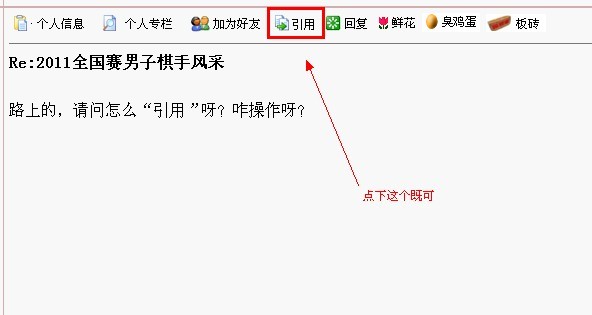 个人信息 个人专栏 加为好友 引用 回复 鲜花 臭鸡蛋 板砖
Re:2011全国赛男子棋手风采
路上的，请问怎么“引用”呀？咋操作呀？
点下这个既可